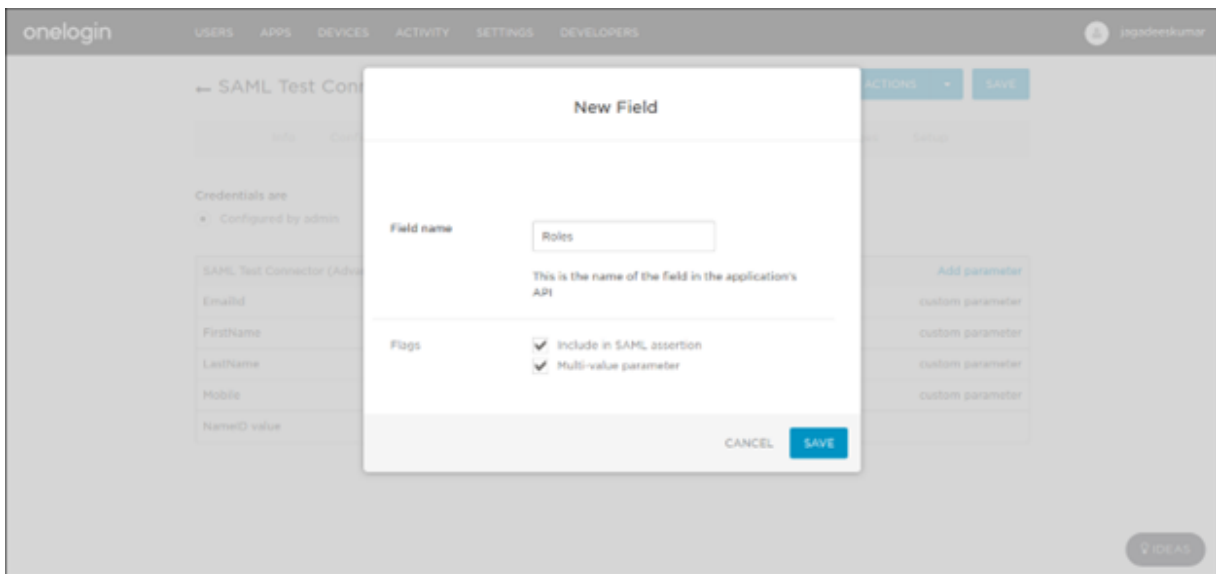 onelogin USERS APPS DEVICES ACTIVITY SETTINGS DEVELOPERS jagadeeskumar
← SAML Test Conn ACTIONS SAVE
New Field
Info Setup
Credentials are
Configured by admin
Field name Roles
This is the name of the field in the application's
API
SAML Test Connector (Adva Add parameter
EmailId custom parameter
FirstName custom parameter
Flags Include in SAML assertion
Multi-value parameter
LastName custom parameter
Mobile custom parameter
NameID value
CANCEL SAVE
IDEAS